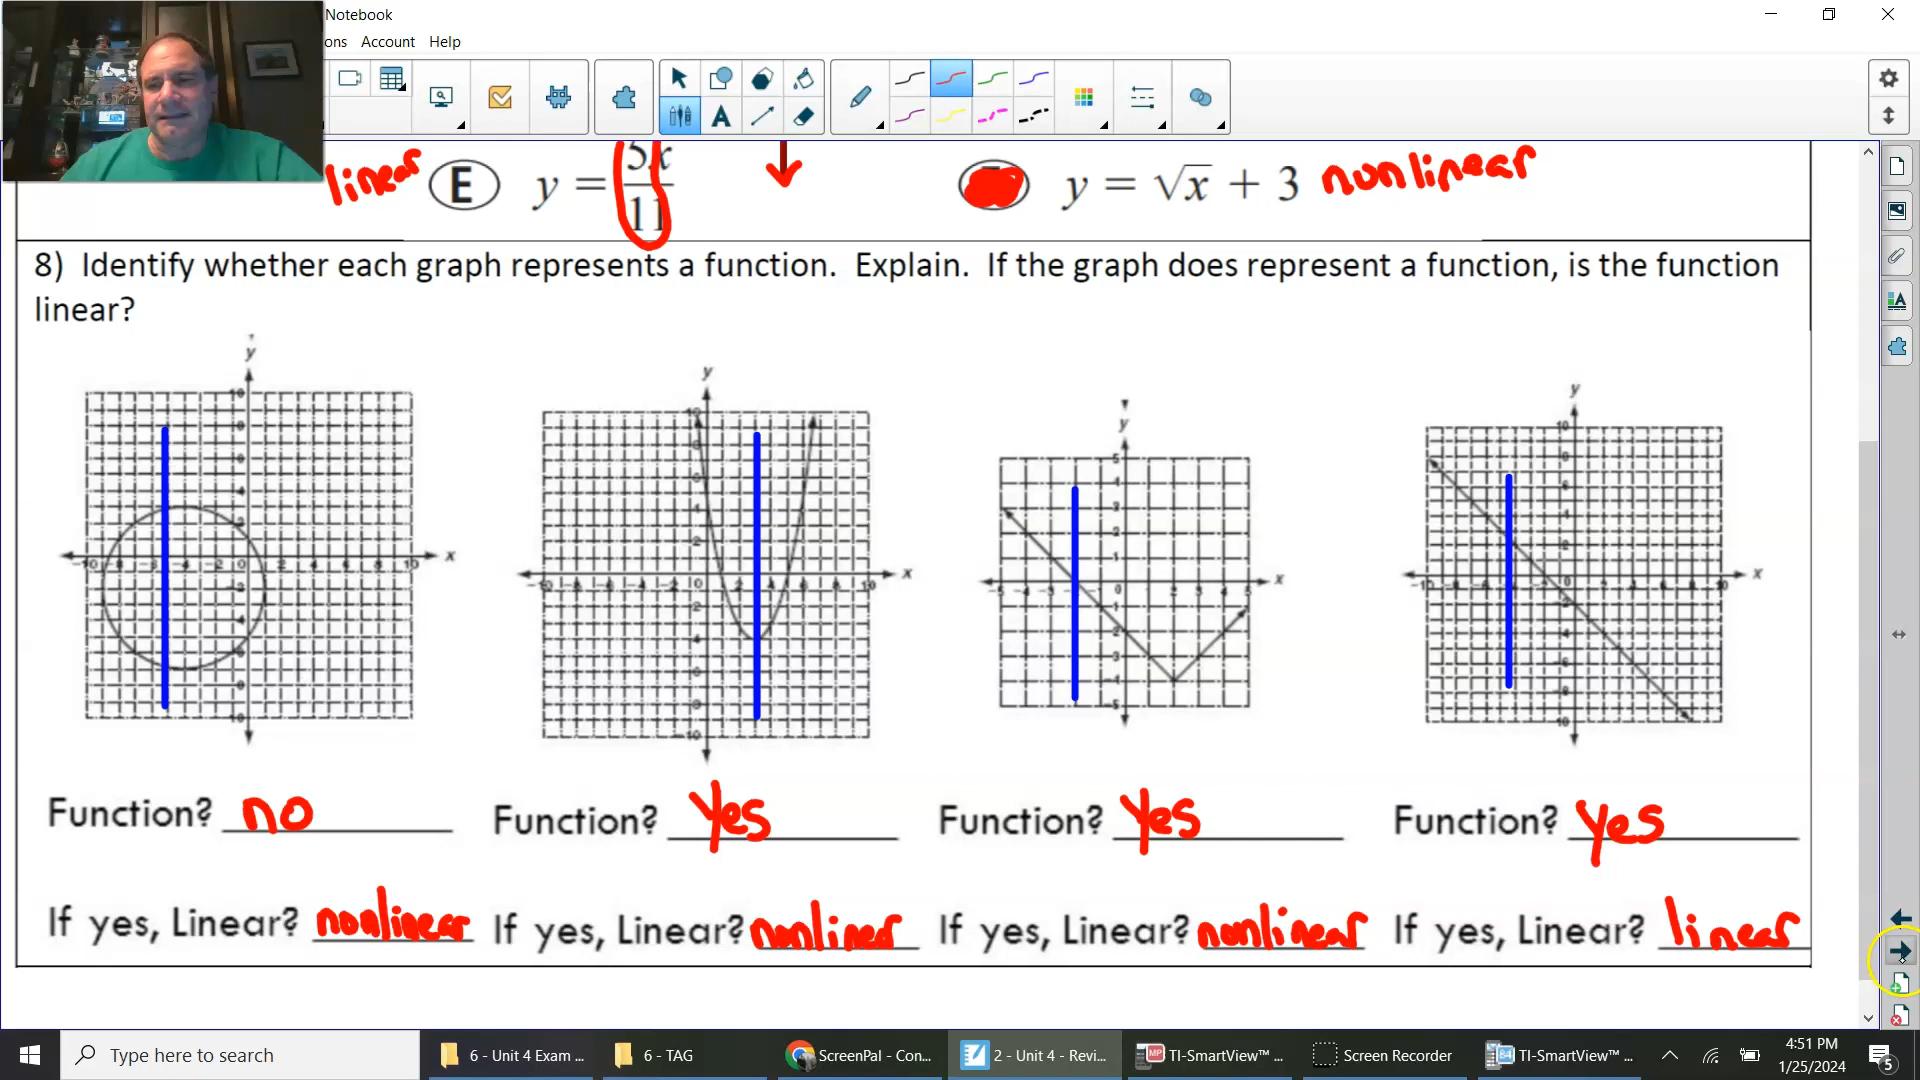 Notebook
ons Account Help
linear E y = 5x/11
y = √x + 3 nonlinear
8) Identify whether each graph represents a function. Explain. If the graph does represent a function, is the function
linear?
y
y
y
y
x
x
x
x
Function? no Function? Yes Function? Yes Function? yes
If yes, Linear? nonlinear If yes, Linear? nonlinear If yes, Linear? nonlinear If yes, Linear? linear
Type here to search
6 - Unit 4 Exam ...
6 - TAG
ScreenPal - Con...
2 - Unit 4 - Revi...
TI-SmartView™ ...
Screen Recorder
TI-SmartView™ ...
4:51 PM
1/25/2024
5